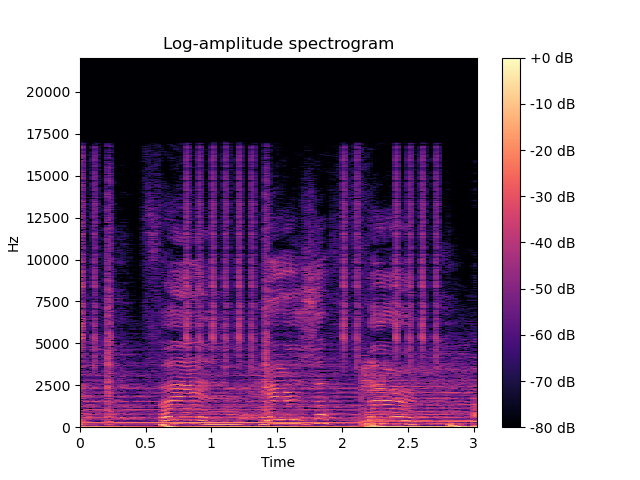 Log-amplitude spectrogram
20000
17500
15000
12500
10000
7500
5000
2500
0
Hz
0 0.5 1 1.5 2 2.5 3
Time
+0 dB
-10 dB
-20 dB
-30 dB
-40 dB
-50 dB
-60 dB
-70 dB
-80 dB